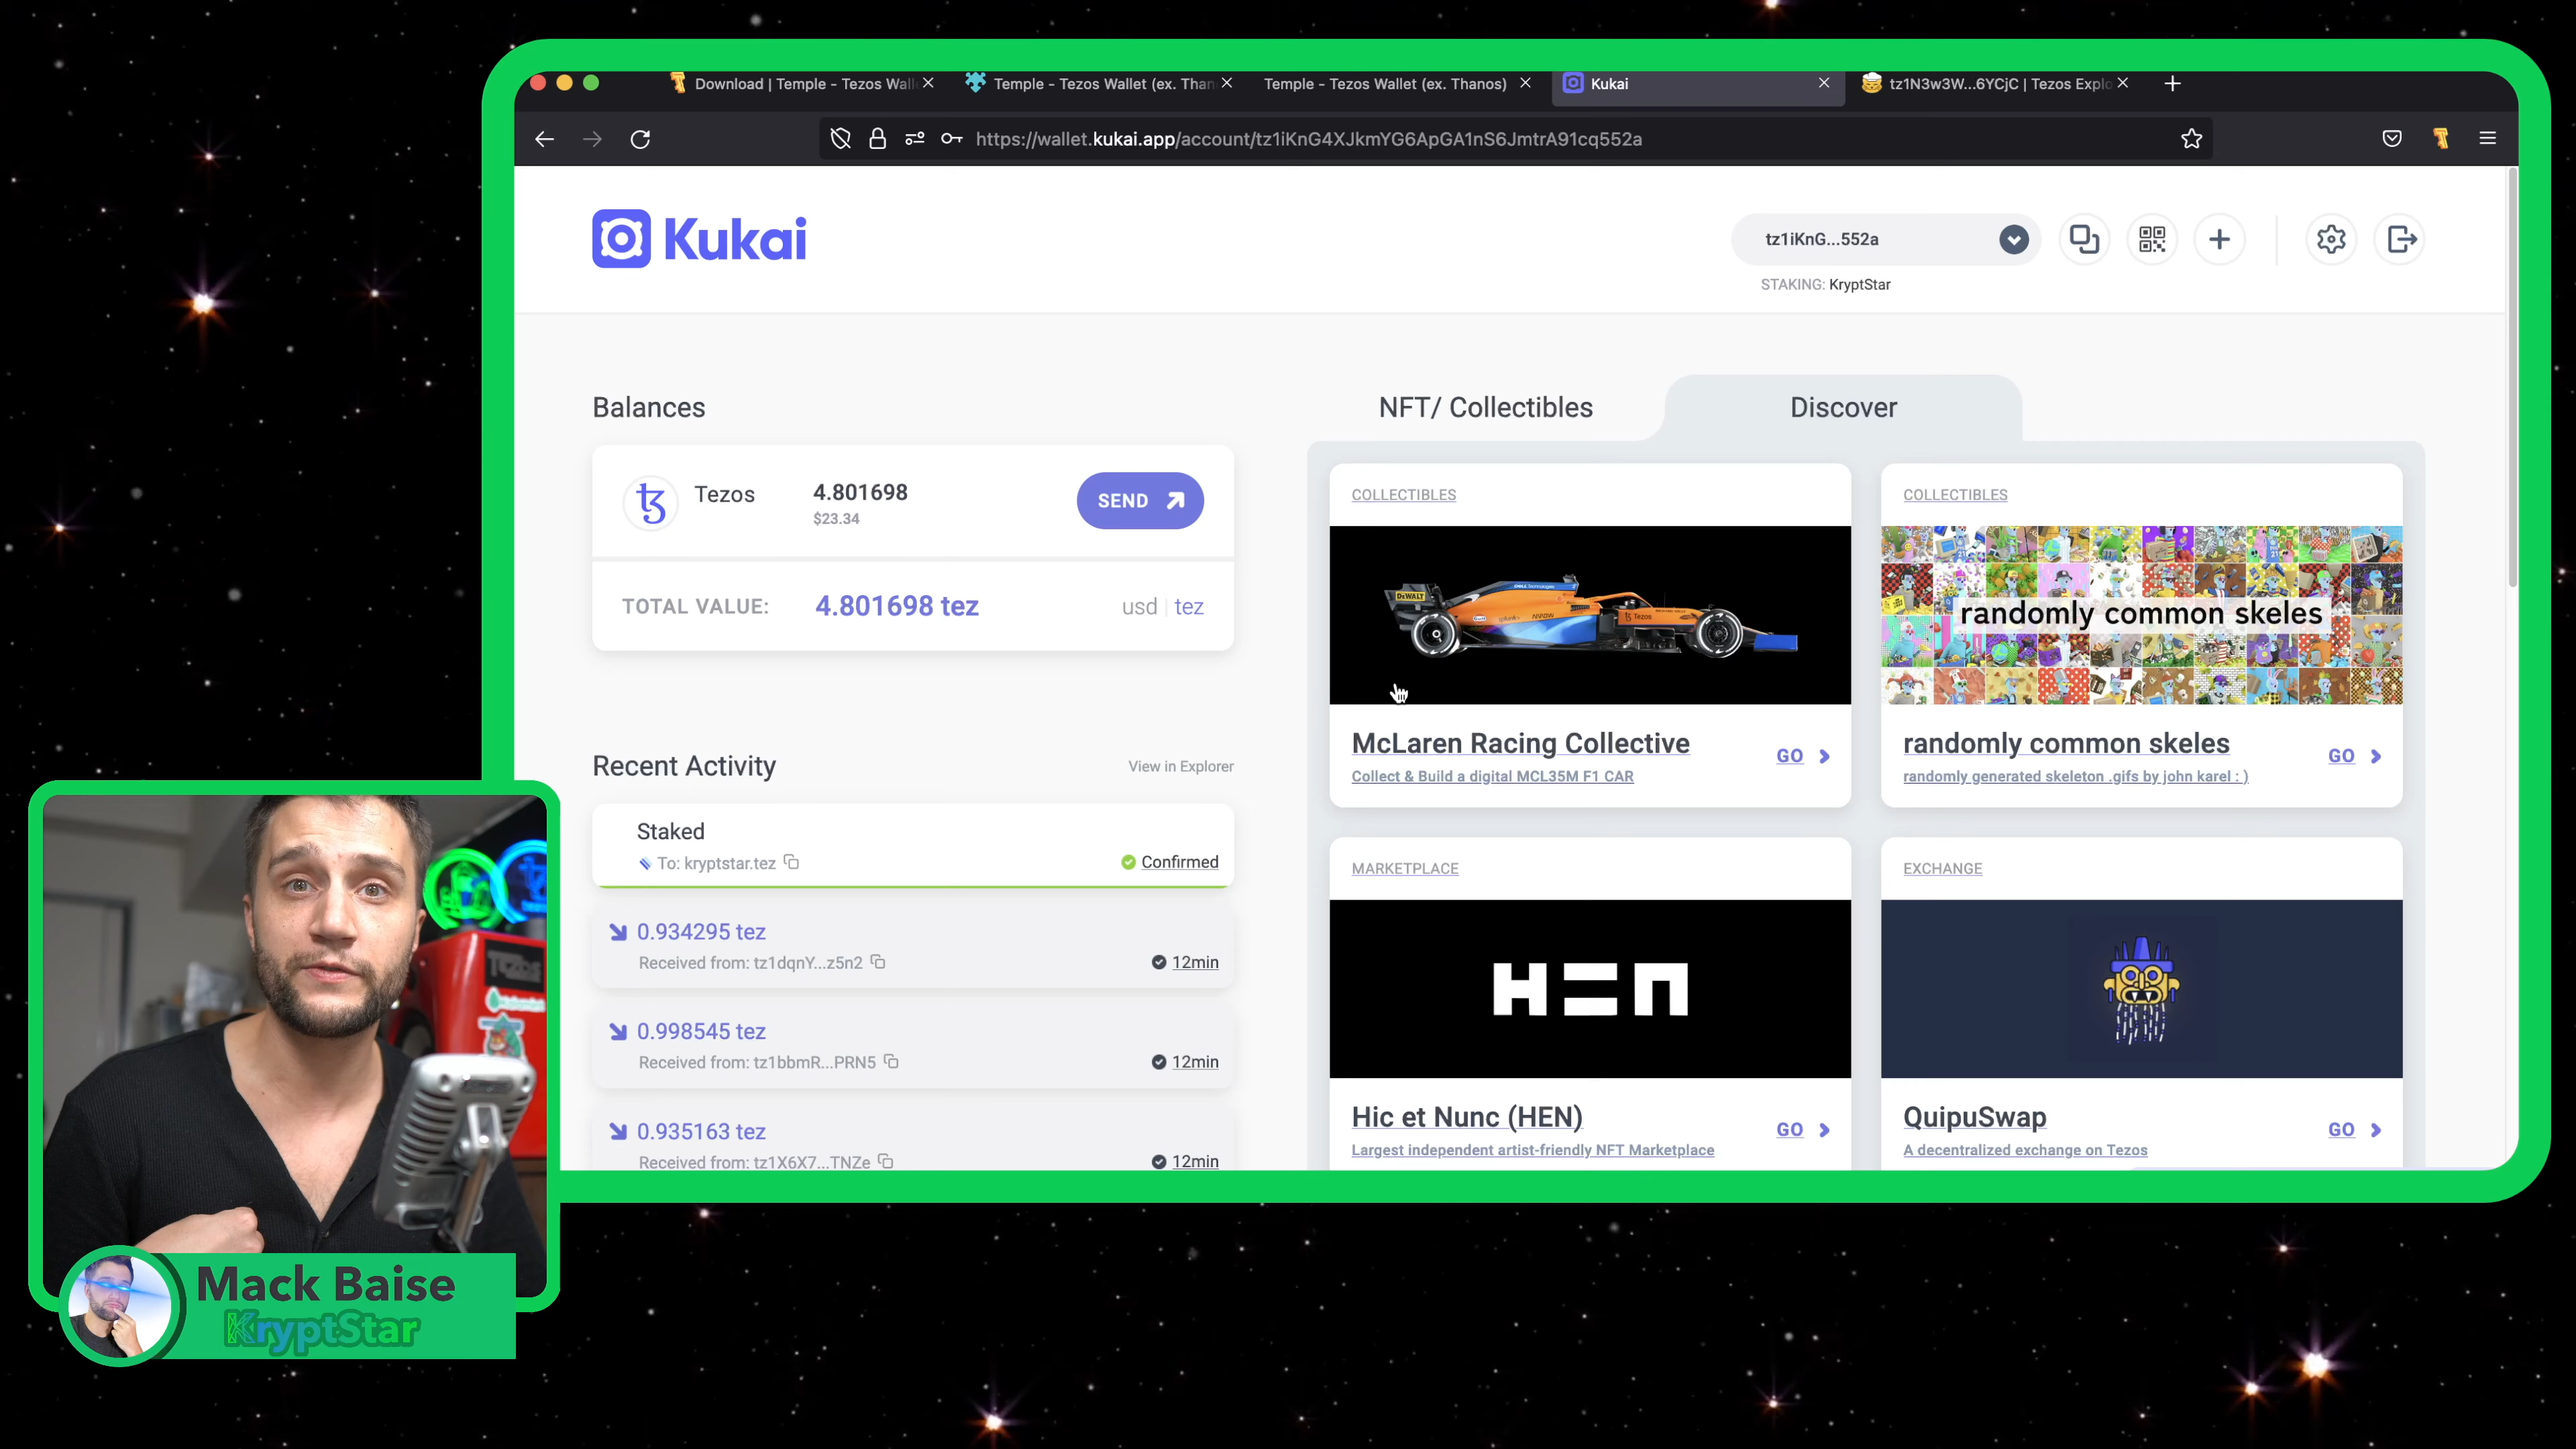 Download | Temple - Tezos Wall
Temple - Tezos Wallet (ex. Than
Temple - Tezos Wallet (ex. Thanos)
Kukai
tz1N3w3W...6YCjC | Tezos Explo
https://wallet.kukai.app/account/tz1iKnG4XJkmYG6ApGA1nS6JmtrA91cq552a
Kukai
tz1iKnG...552a
STAKING: KryptStar
Balances
Tezos
4.801698
$23.34
SEND
TOTAL VALUE:
4.801698 tez
usd | tez
Recent Activity
View in Explorer
Staked
To: kryptstar.tez
Confirmed
0.934295 tez
Received from: tz1dqnY...z5n2
12min
0.998545 tez
Received from: tz1bbmR...PRN5
12min
0.935163 tez
Received from: tz1X6X7...TNZe
12min
NFT/ Collectibles
Discover
COLLECTIBLES
DEWALT
Tezos
McLaren Racing Collective
Collect & Build a digital MCL35M F1 CAR
GO
COLLECTIBLES
randomly common skeles
randomly common skeles
randomly generated skeleton .gifs by john karel : )
GO
MARKETPLACE
HEN
Hic et Nunc (HEN)
Largest independent artist-friendly NFT Marketplace
GO
EXCHANGE
QuipuSwap
A decentralized exchange on Tezos
GO
Tezos
Mack Baise
KryptStar